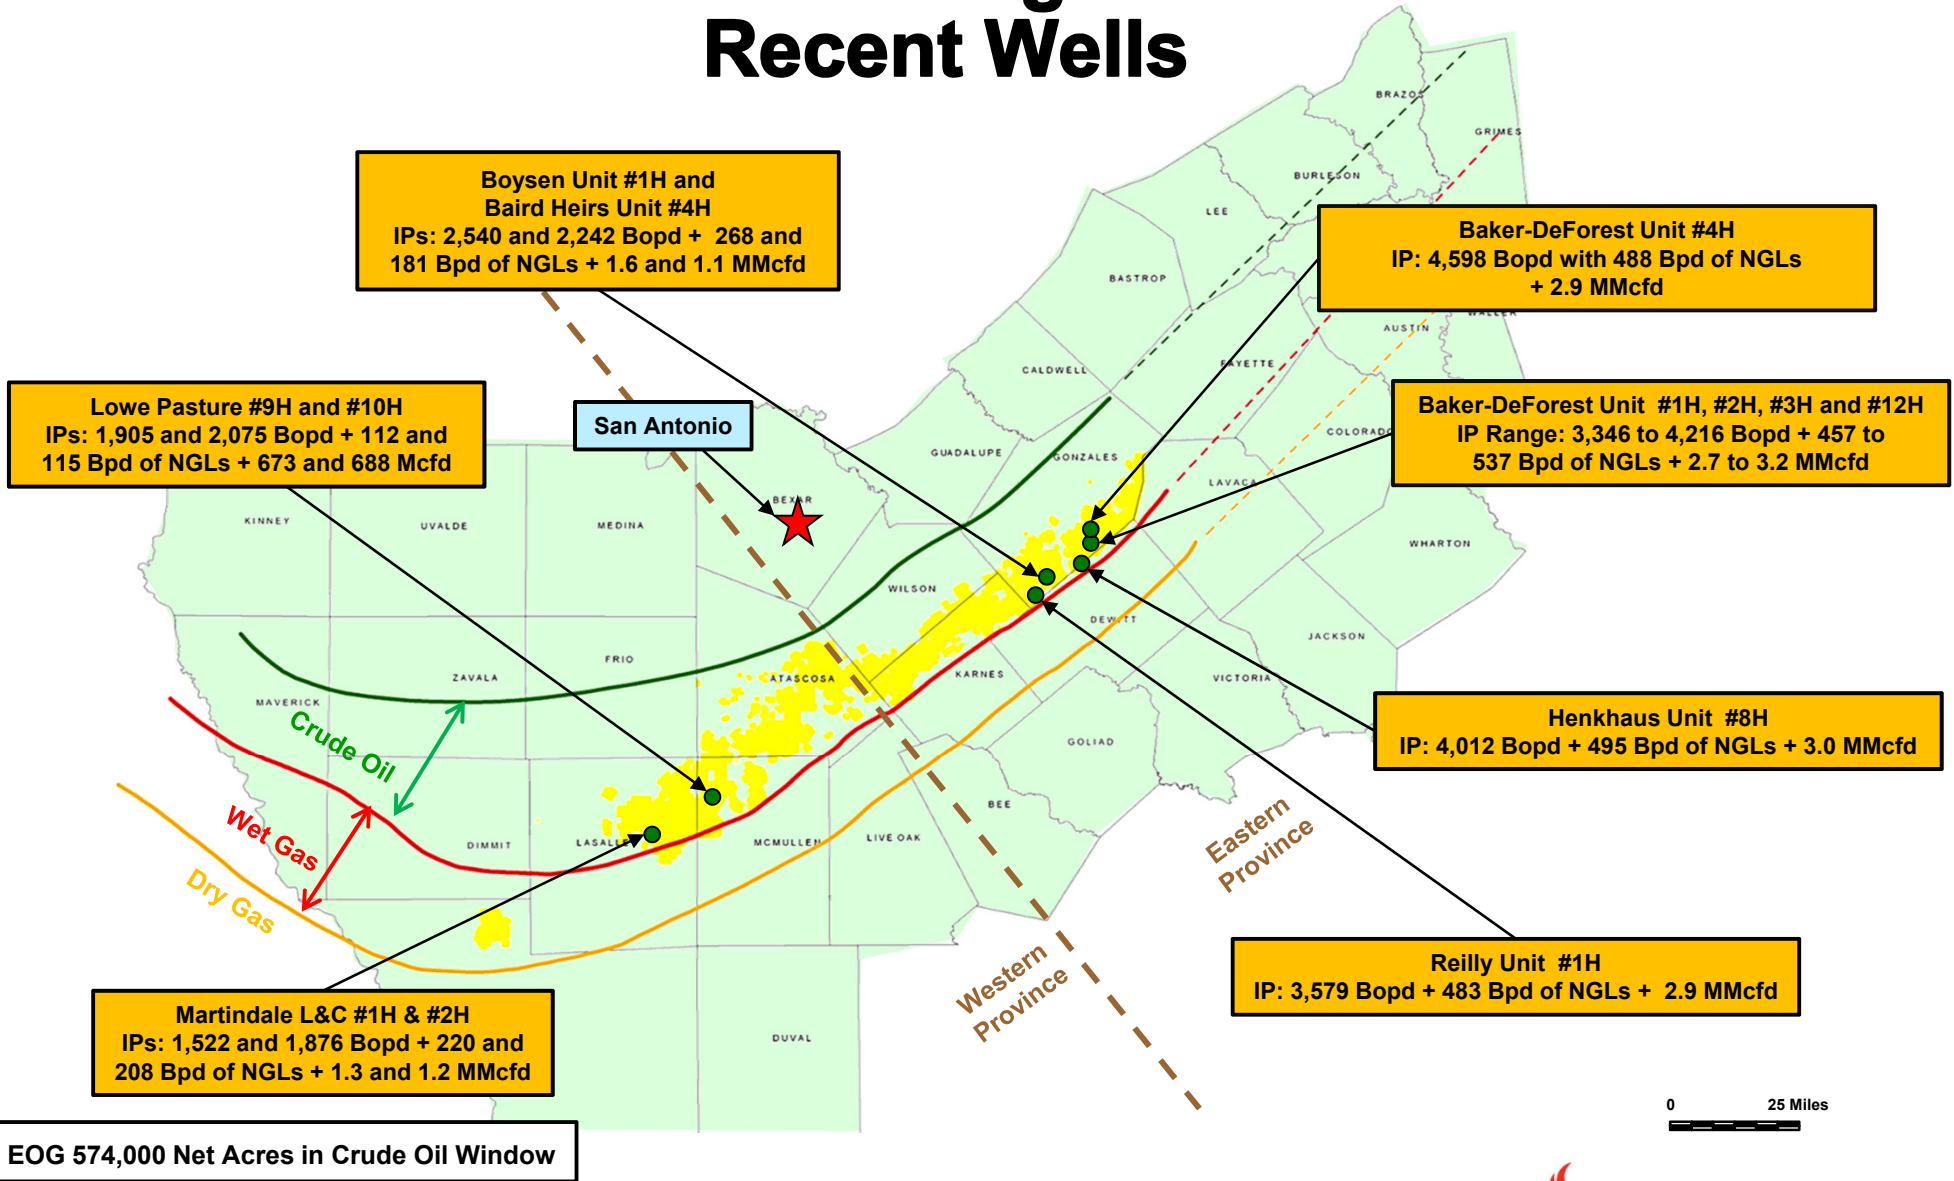 Recent Wells
BRAZOS
GRIMES
BURLESON
LEE
Boysen Unit #1H and
Baird Heirs Unit #4H
IPs: 2,540 and 2,242 Bopd + 268 and
181 Bpd of NGLs + 1.6 and 1.1 MMcfd
Baker-DeForest Unit #4H
IP: 4,598 Bopd with 488 Bpd of NGLs
+ 2.9 MMcfd
BASTROP
WALLER
AUSTIN
CALDWELL
FAYETTE
Lowe Pasture #9H and #10H
IPs: 1,905 and 2,075 Bopd + 112 and
115 Bpd of NGLs + 673 and 688 Mcfd
San Antonio
Baker-DeForest Unit #1H, #2H, #3H and #12H
IP Range: 3,346 to 4,216 Bopd + 457 to
537 Bpd of NGLs + 2.7 to 3.2 MMcfd
COLORADO
GUADALUPE
GONZALES
LAVACA
BEXAR
KINNEY
UVALDE
MEDINA
WHARTON
WILSON
DEWITT
JACKSON
FRIO
ZAVALA
ATASCOSA
KARNES
VICTORIA
MAVERICK
Crude Oil
GOLIAD
Henkhaus Unit #8H
IP: 4,012 Bopd + 495 Bpd of NGLs + 3.0 MMcfd
Wet Gas
BEE
DIMMIT
LASALLE
MCMULLEN
LIVE OAK
Eastern
Province
Dry Gas
Western
Province
Reilly Unit #1H
IP: 3,579 Bopd + 483 Bpd of NGLs + 2.9 MMcfd
Martindale L&C #1H & #2H
IPs: 1,522 and 1,876 Bopd + 220 and
208 Bpd of NGLs + 1.3 and 1.2 MMcfd
DUVAL
0 25 Miles
EOG 574,000 Net Acres in Crude Oil Window